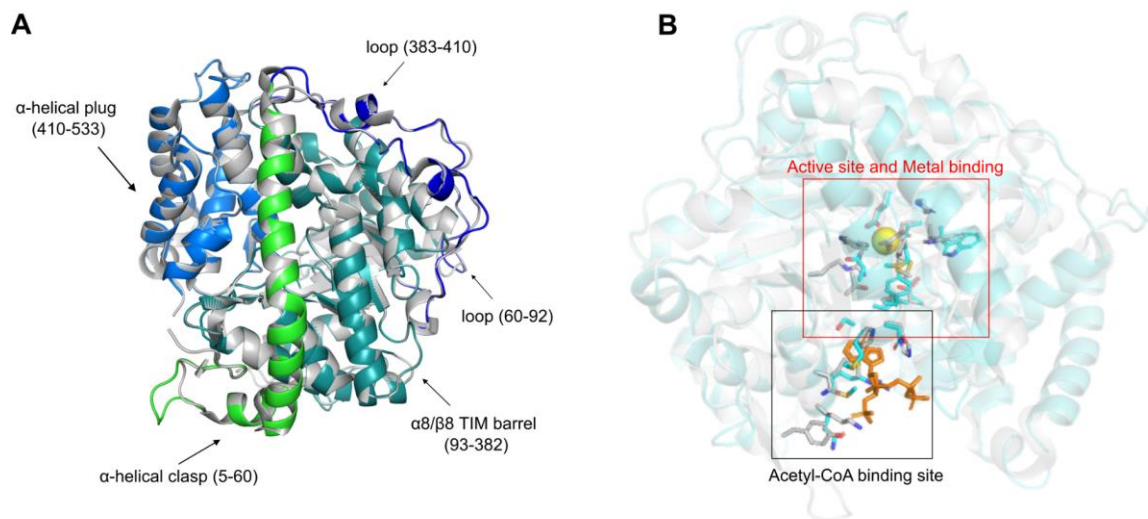 A
loop (383-410)
α-helical plug
(410-533)
loop (60-92)
α8/β8 TIM barrel
(93-382)
α-helical clasp (5-60)
B
Active site and Metal binding
Acetyl-CoA binding site